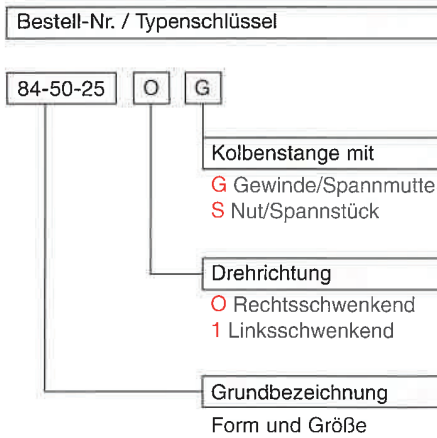 Bestell-Nr. / Typenschlüssel
84-50-25 O G
Kolbenstange mit
G Gewinde/Spannmutte
S Nut/Spannstück
Drehrichtung
O Rechtsschwenkend
1 Linksschwenkend
Grundbezeichnung
Form und Größe